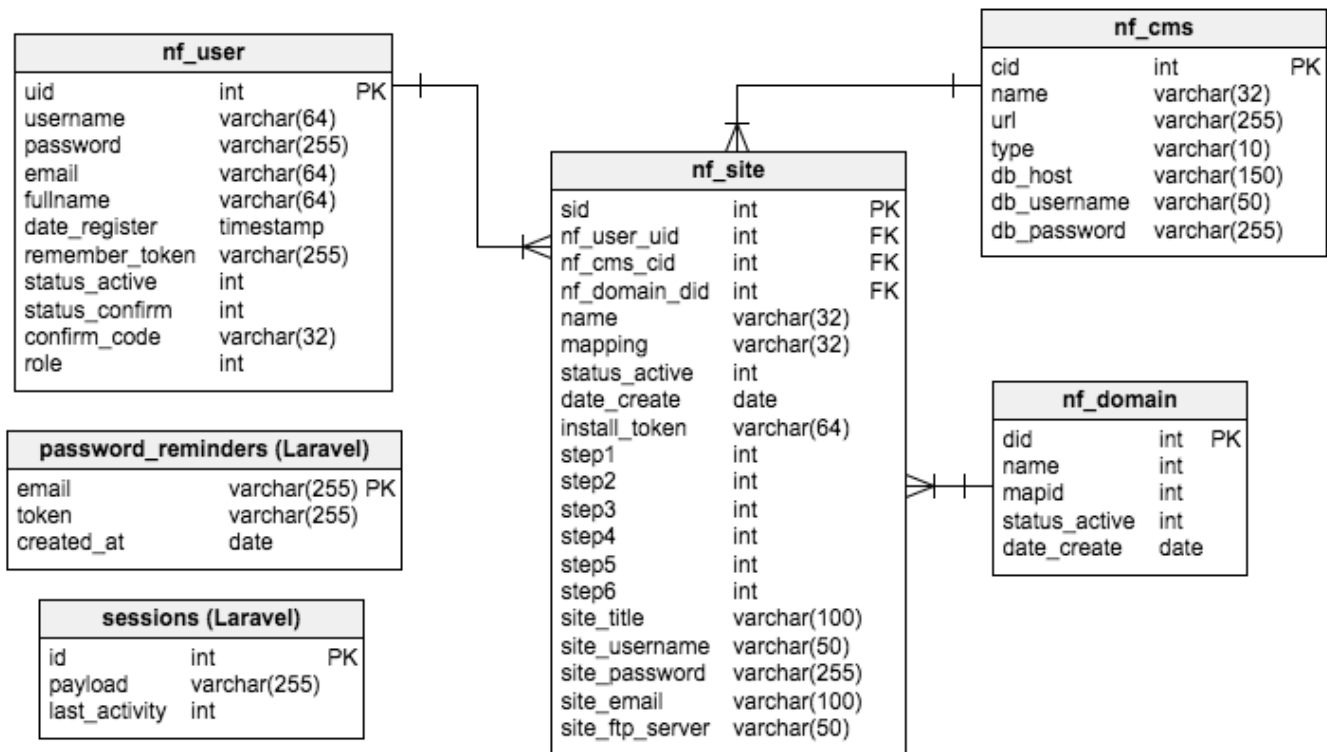 nf_user
uid int PK
username varchar(64)
password varchar(255)
email varchar(64)
fullname varchar(64)
date_register timestamp
remember_token varchar(255)
status_active int
status_confirm int
confirm_code varchar(32)
role int
password_reminders (Laravel)
email varchar(255) PK
token varchar(255)
created_at date
sessions (Laravel)
id int PK
payload varchar(255)
last_activity int
nf_site
sid int PK
nf_user_uid int FK
nf_cms_cid int FK
nf_domain_did int FK
name varchar(32)
mapping varchar(32)
status_active int
date_create date
install_token varchar(64)
step1 int
step2 int
step3 int
step4 int
step5 int
step6 int
site_title varchar(100)
site_username varchar(50)
site_password varchar(255)
site_email varchar(100)
site_ftp_server varchar(50)
nf_cms
cid int PK
name varchar(32)
url varchar(255)
type varchar(10)
db_host varchar(150)
db_username varchar(50)
db_password varchar(255)
nf_domain
did int PK
name int
mapid int
status_active int
date_create date